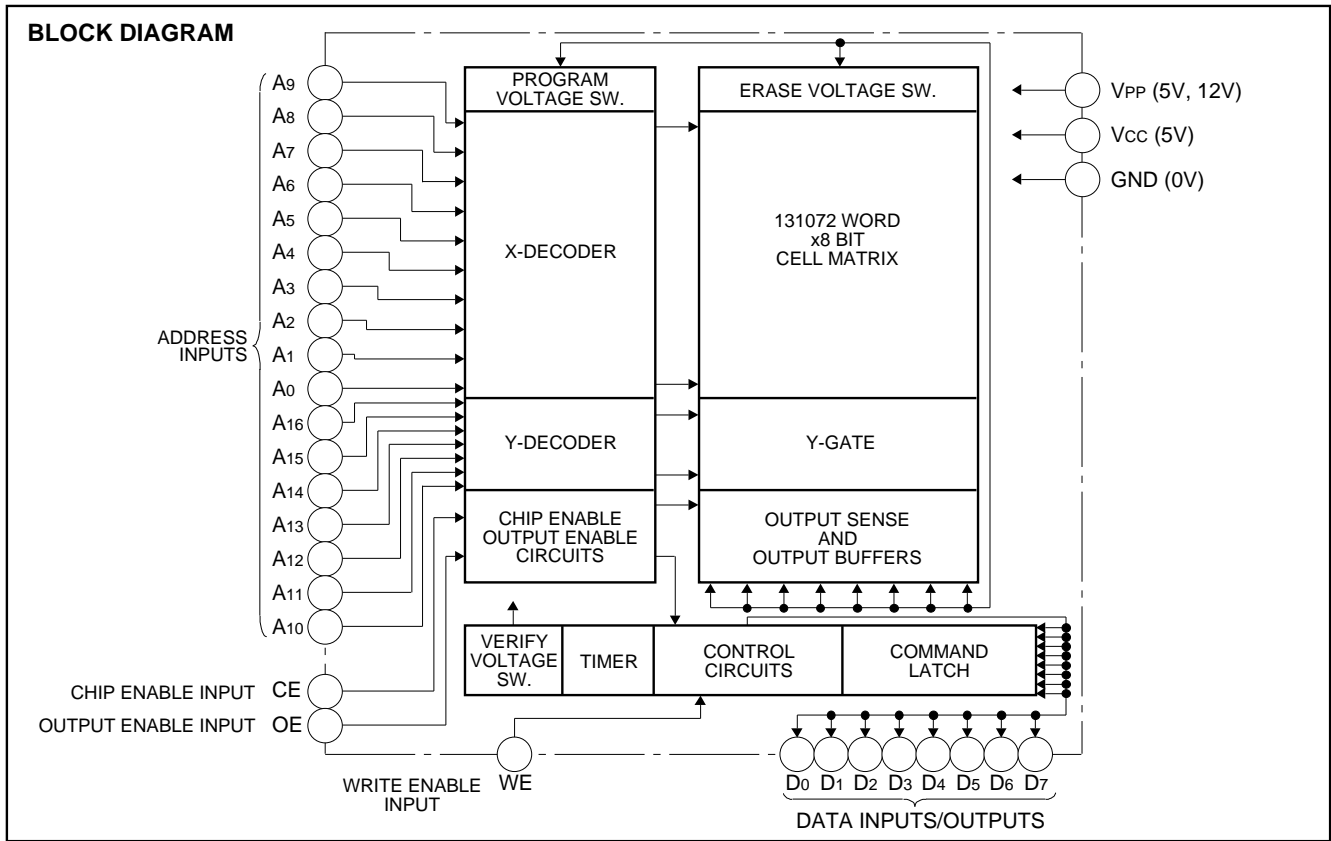 BLOCK DIAGRAM
A9
A8
A7
A6
A5
A4
A3
A2
A1
A0
A16
A15
A14
A13
A12
A11
A10
ADDRESS
INPUTS
CHIP ENABLE INPUT CE
OUTPUT ENABLE INPUT OE
WRITE ENABLE
INPUT
WE
PROGRAM
VOLTAGE SW.
X-DECODER
Y-DECODER
CHIP ENABLE
OUTPUT ENABLE
CIRCUITS
ERASE VOLTAGE SW.
131072 WORD
x8 BIT
CELL MATRIX
Y-GATE
OUTPUT SENSE
AND
OUTPUT BUFFERS
VERIFY
VOLTAGE
SW.
TIMER
CONTROL
CIRCUITS
COMMAND
LATCH
VPP (5V, 12V)
VCC (5V)
GND (0V)
D0 D1 D2 D3 D4 D5 D6 D7
DATA INPUTS/OUTPUTS